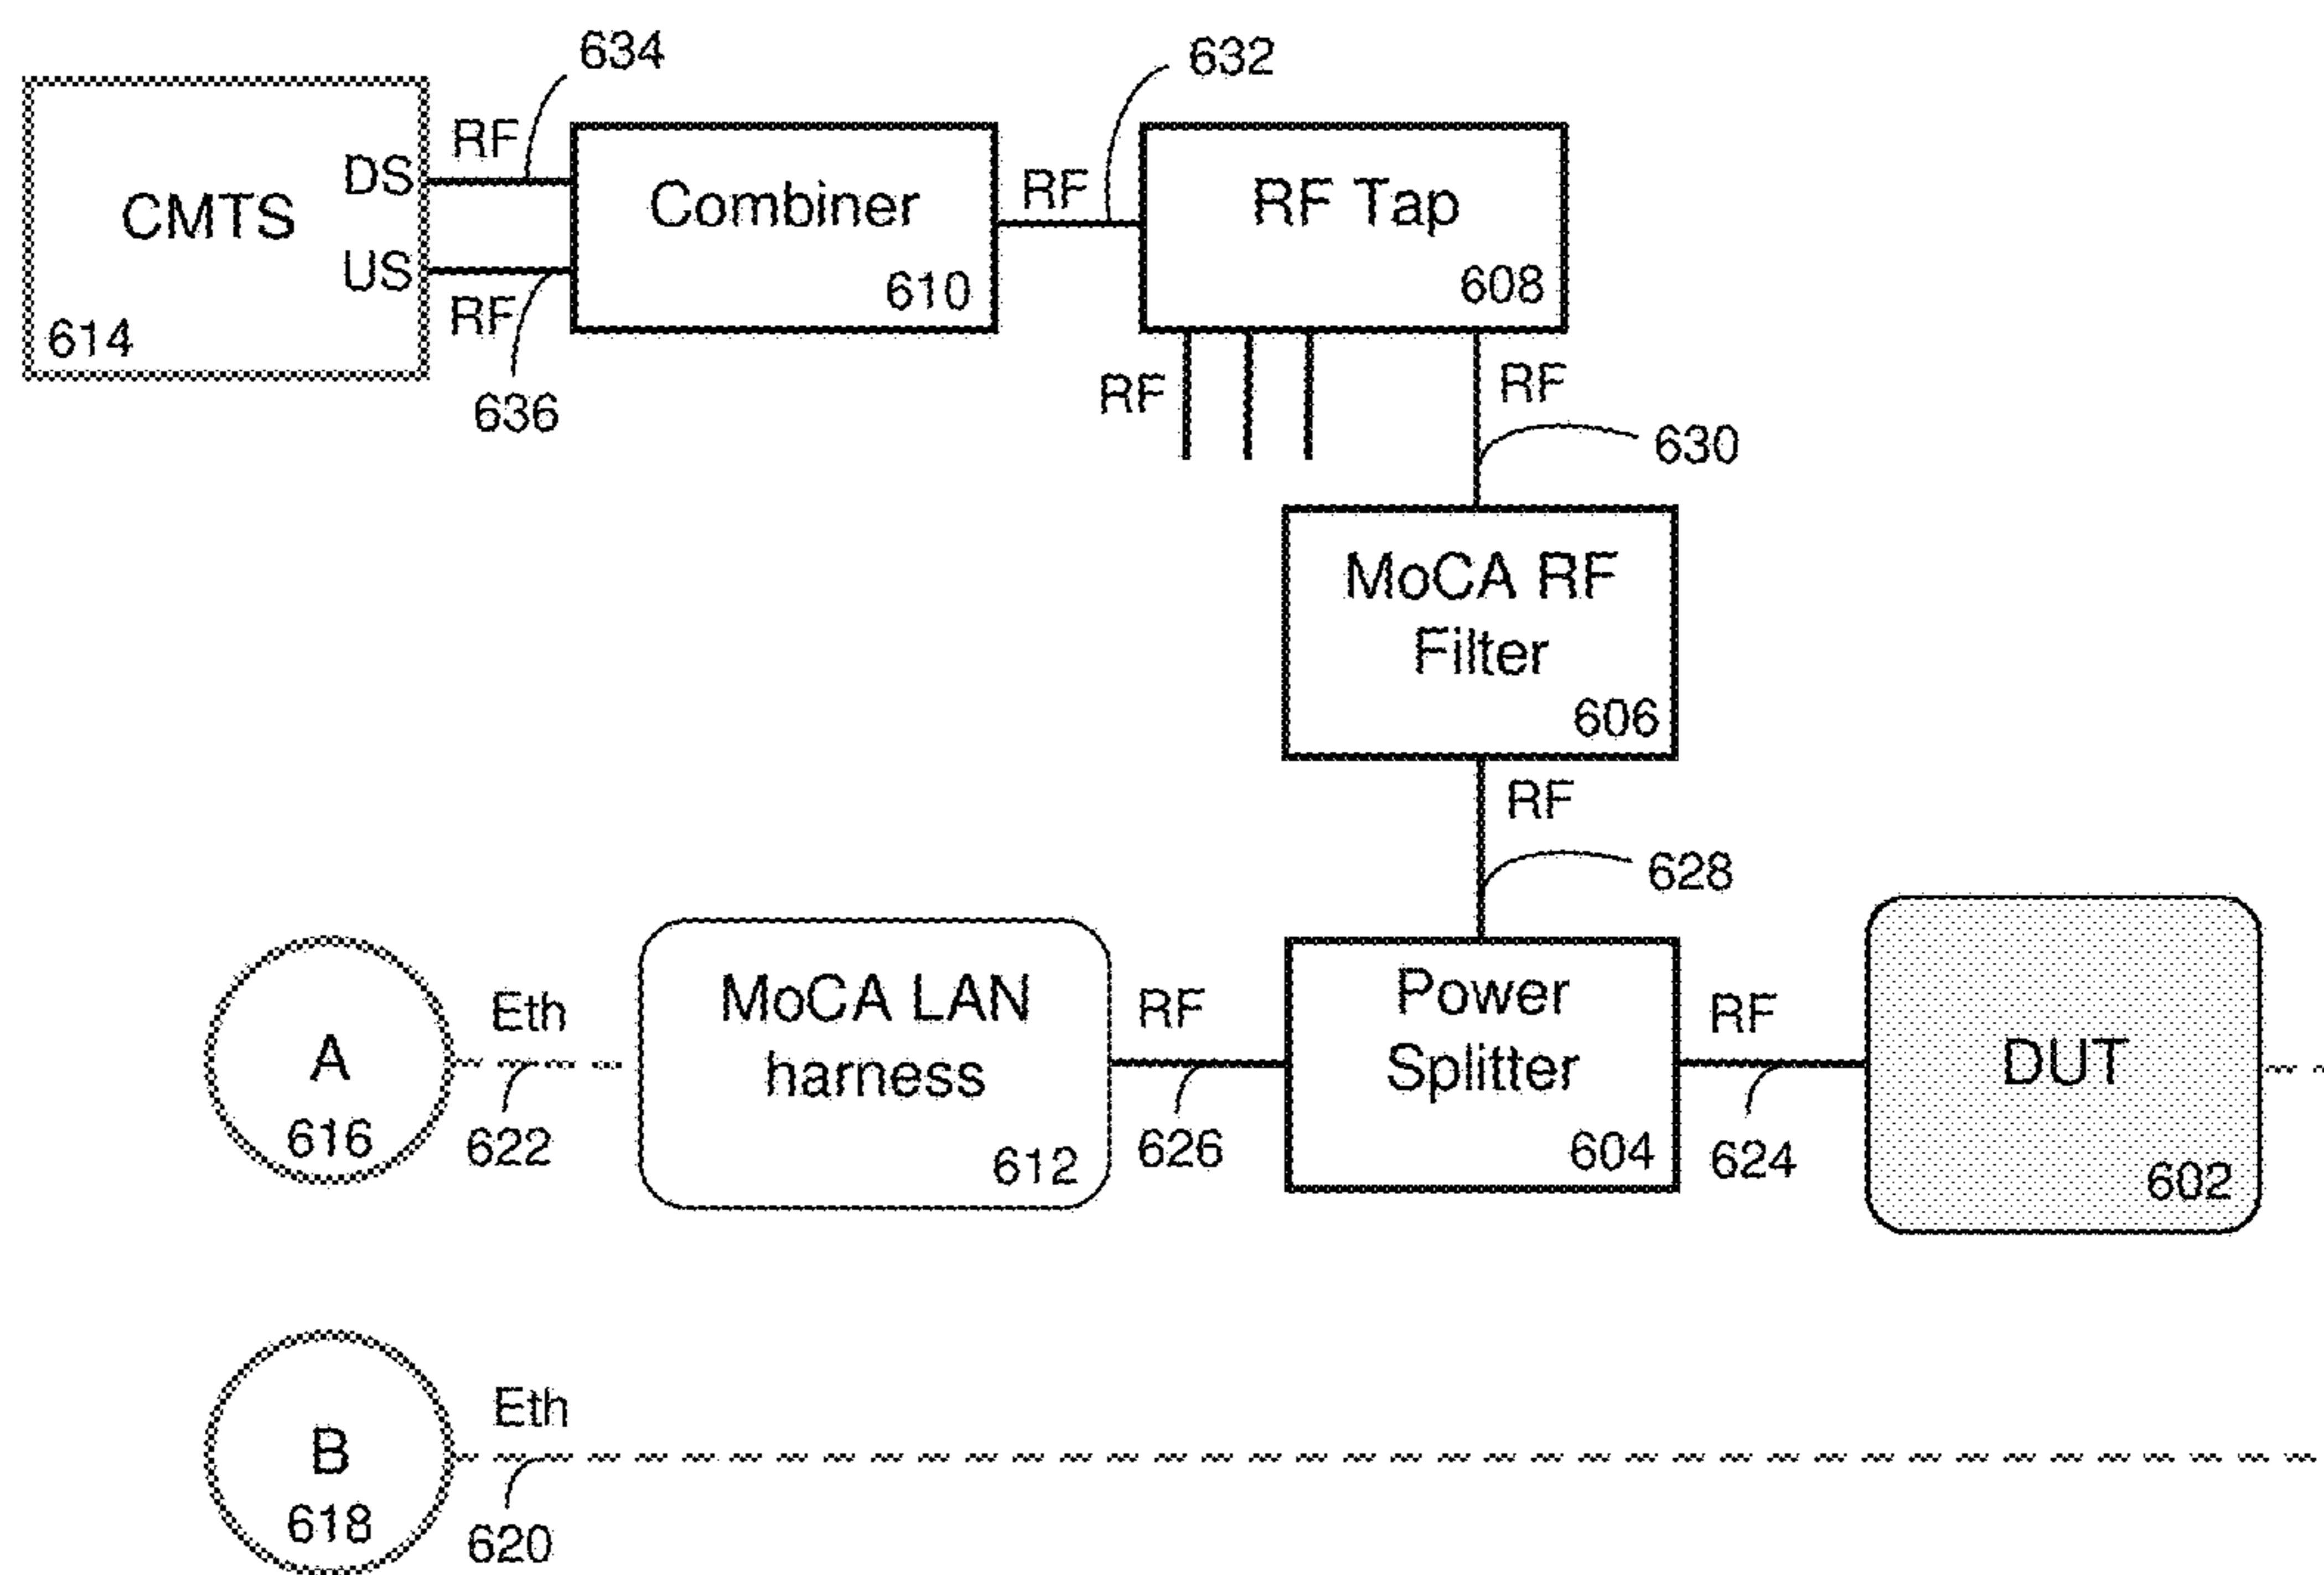 634
632
RF
DS
CMTS
US
614
RF
636
Combiner
610
RF
RF Tap
608
RF
RF
630
MoCA RF
Filter
606
RF
628
A
616
Eth
622
MoCA LAN
harness
612
RF
626
Power
Splitter
604
RF
624
DUT
602
B
618
Eth
620